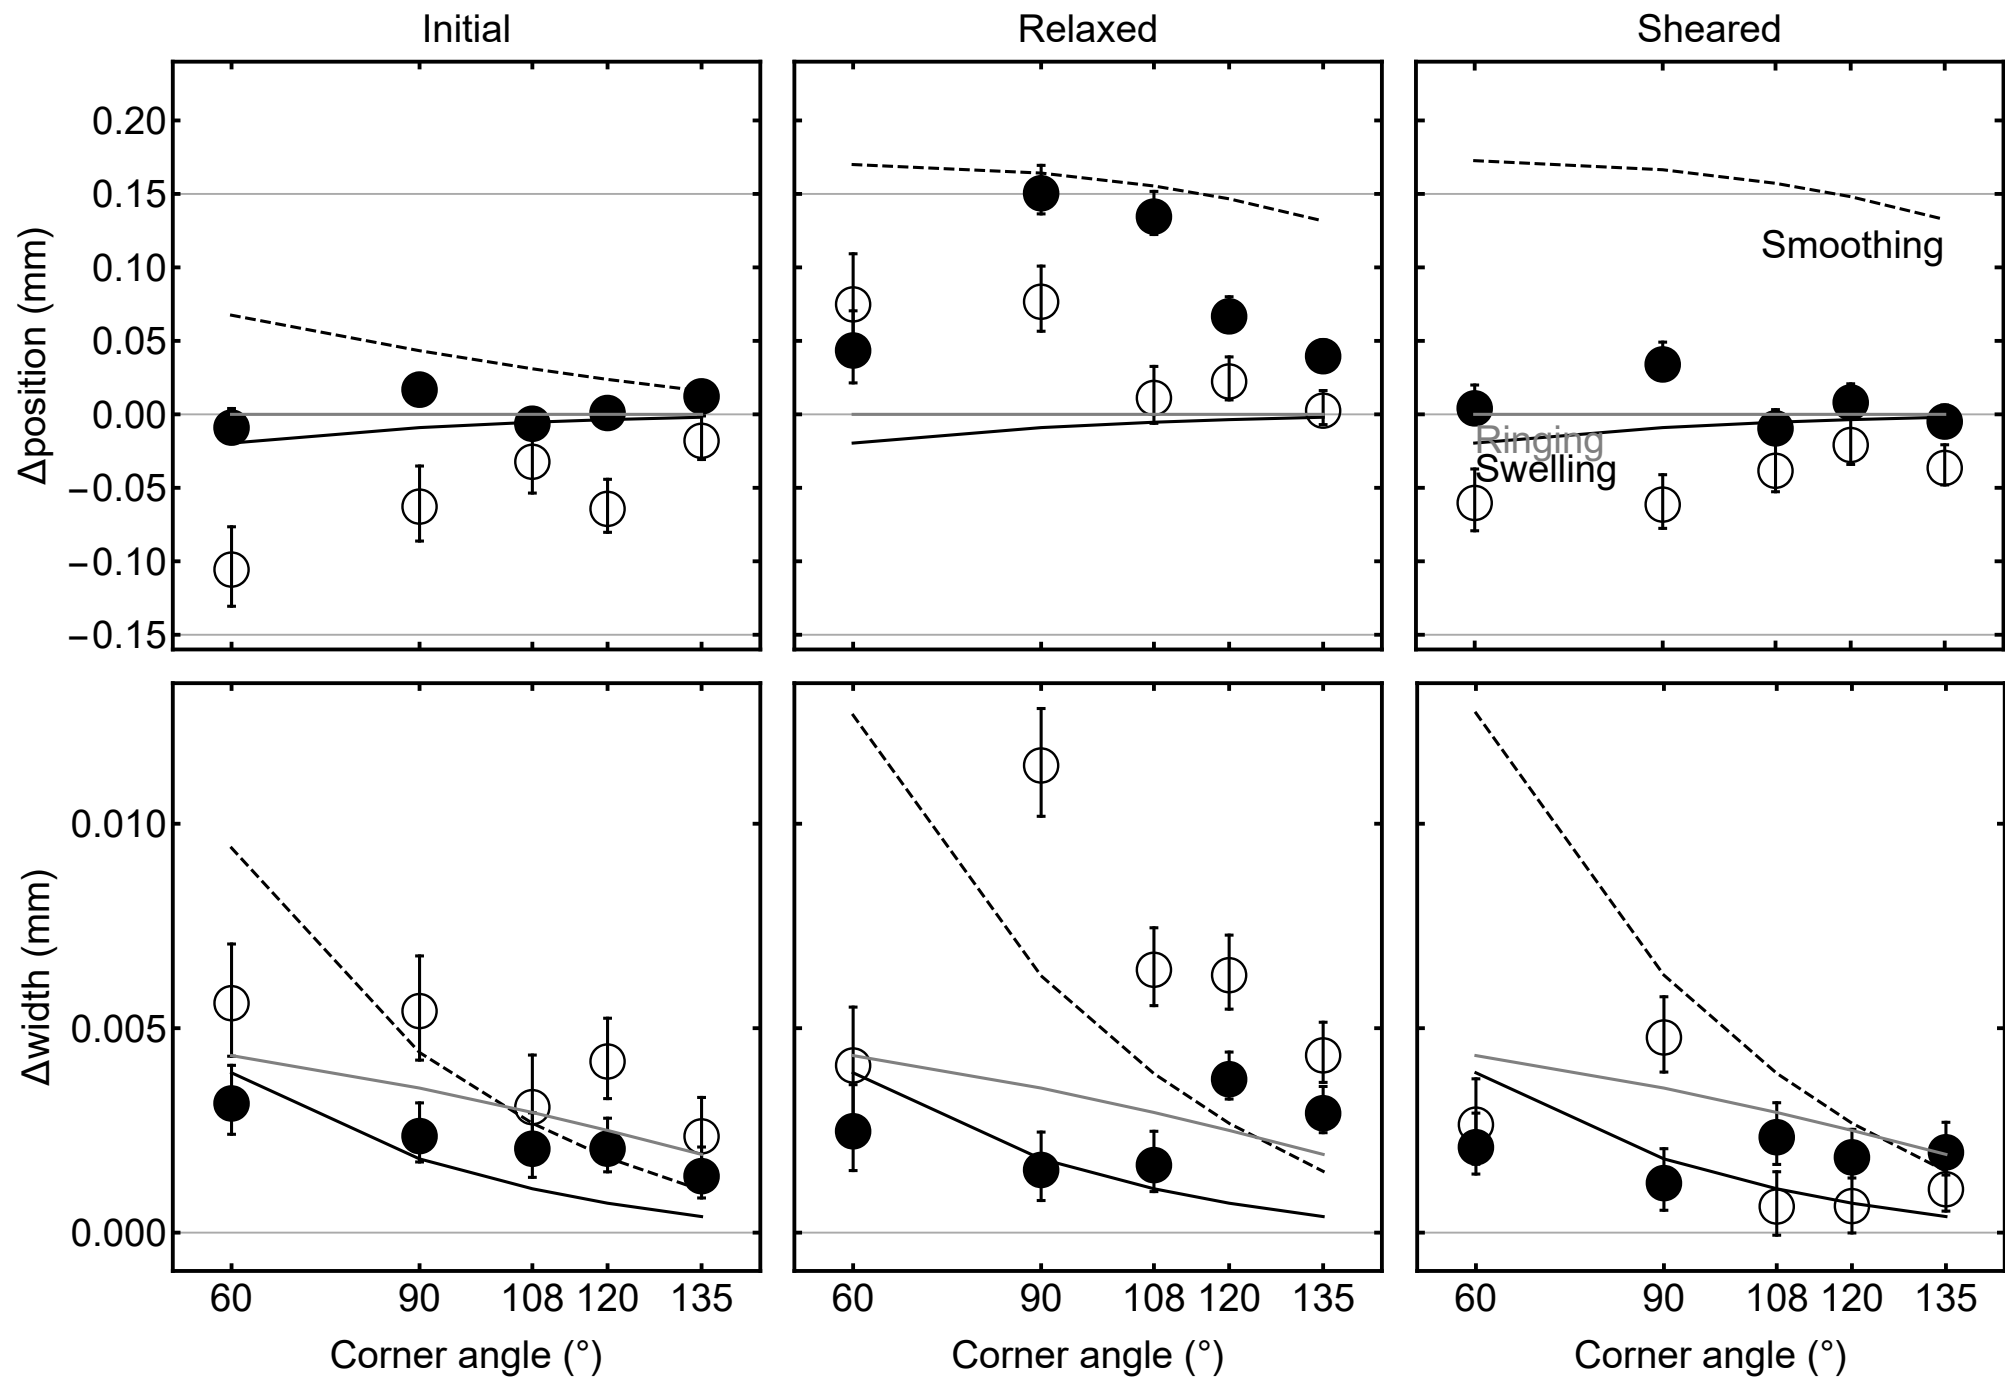 Initial Relaxed Sheared
Δposition (mm)
0.20
0.15
0.10
0.05
0.00
−0.05
−0.10
−0.15
Smoothing
Ringing
Swelling
Δwidth (mm)
0.010
0.005
0.000
60 90 108 120 135 60 90 108 120 135 60 90 108 120 135
Corner angle (°) Corner angle (°) Corner angle (°)